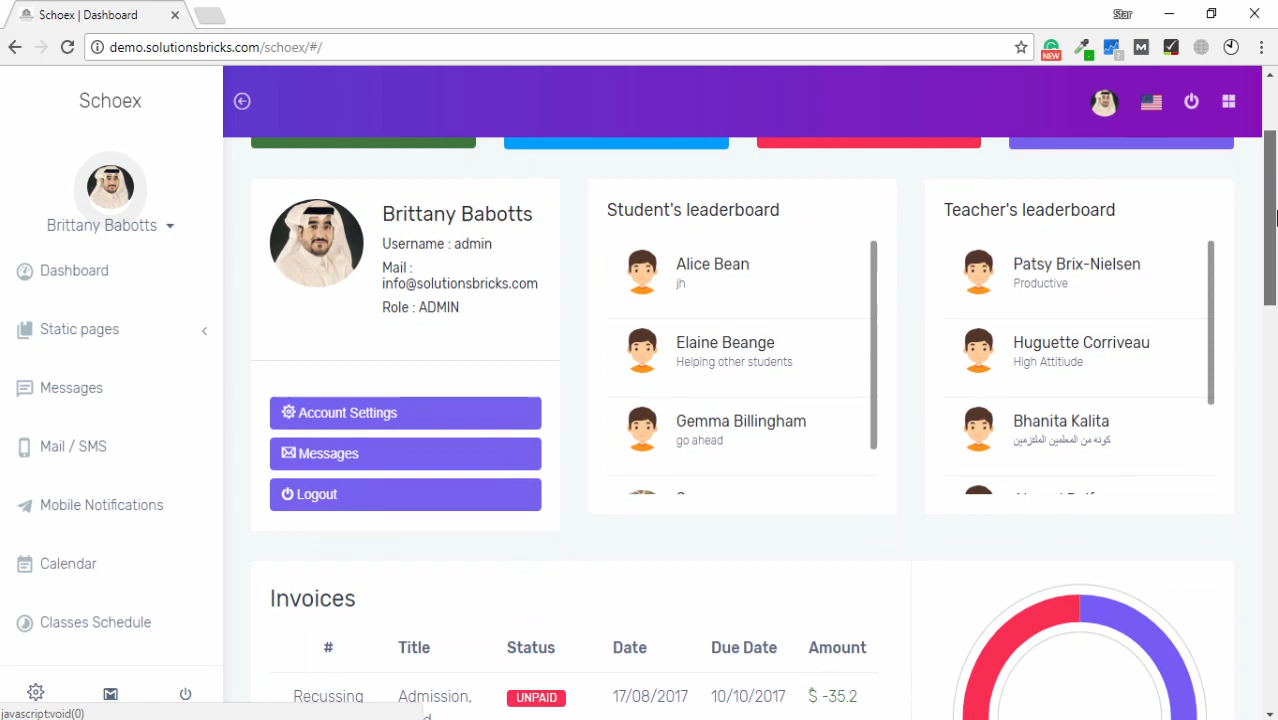 Schoex | Dashboard
Star
demo.solutionsbricks.com/schoex/#/
NEW
Schoex
Brittany Babotts
Dashboard
Static pages
Messages
Mail / SMS
Mobile Notifications
Calendar
Classes Schedule
javascript:void(0)
Brittany Babotts
Username : admin
Mail :
info@solutionsbricks.com
Role : ADMIN
Account Settings
Messages
Logout
Student's leaderboard
Alice Bean
jh
Elaine Beange
Helping other students
Gemma Billingham
go ahead
Teacher's leaderboard
Patsy Brix-Nielsen
Productive
Huguette Corriveau
High Attitiude
Bhanita Kalita
كونه من المعلمين الملتزمين
Invoices
# Title Status Date Due Date Amount
Recussing Admission, UNPAID 17/08/2017 10/10/2017 $ -35.2